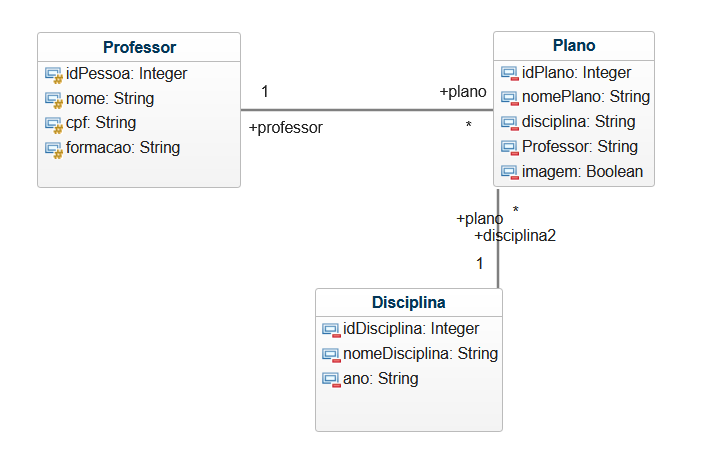 Professor
idPessoa: Integer
nome: String
cpf: String
formacao: String
1
+professor
+plano
*
Plano
idPlano: Integer
nomePlano: String
disciplina: String
Professor: String
imagem: Boolean
*
+plano
+disciplina2
1
Disciplina
idDisciplina: Integer
nomeDisciplina: String
ano: String